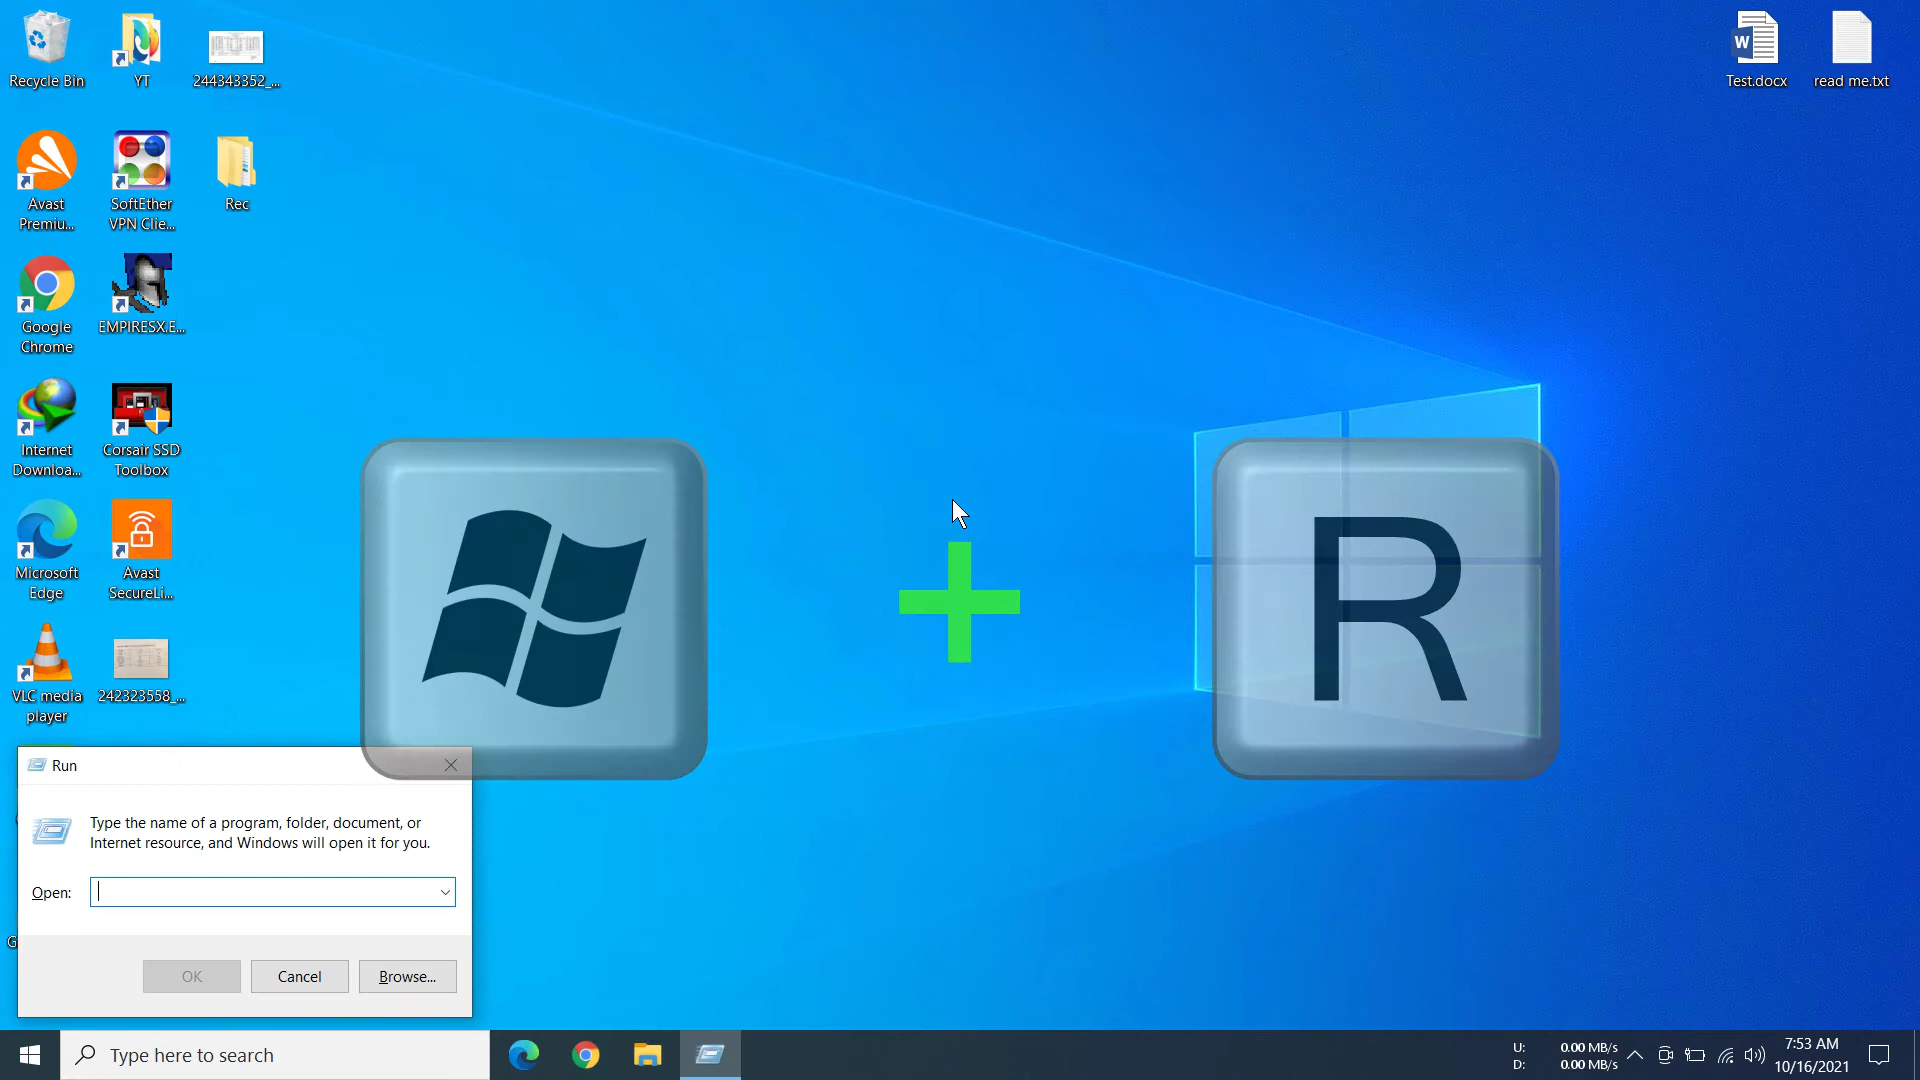 Recycle Bin
YT
244343352_...
Test.docx
read me.txt
Avast
Premiu...
SoftEther
VPN Clie...
Rec
Google
Chrome
EMPIRESX.E...
Internet
Downloa...
Corsair SSD
Toolbox
Microsoft
Edge
Avast
SecureLi...
VLC media
player
242323558_...
R
Run
Type the name of a program, folder, document, or
Internet resource, and Windows will open it for you.
Open:
G
OK
Cancel
Browse...
Type here to search
U: 0.00 MB/s
D: 0.00 MB/s
7:53 AM
10/16/2021